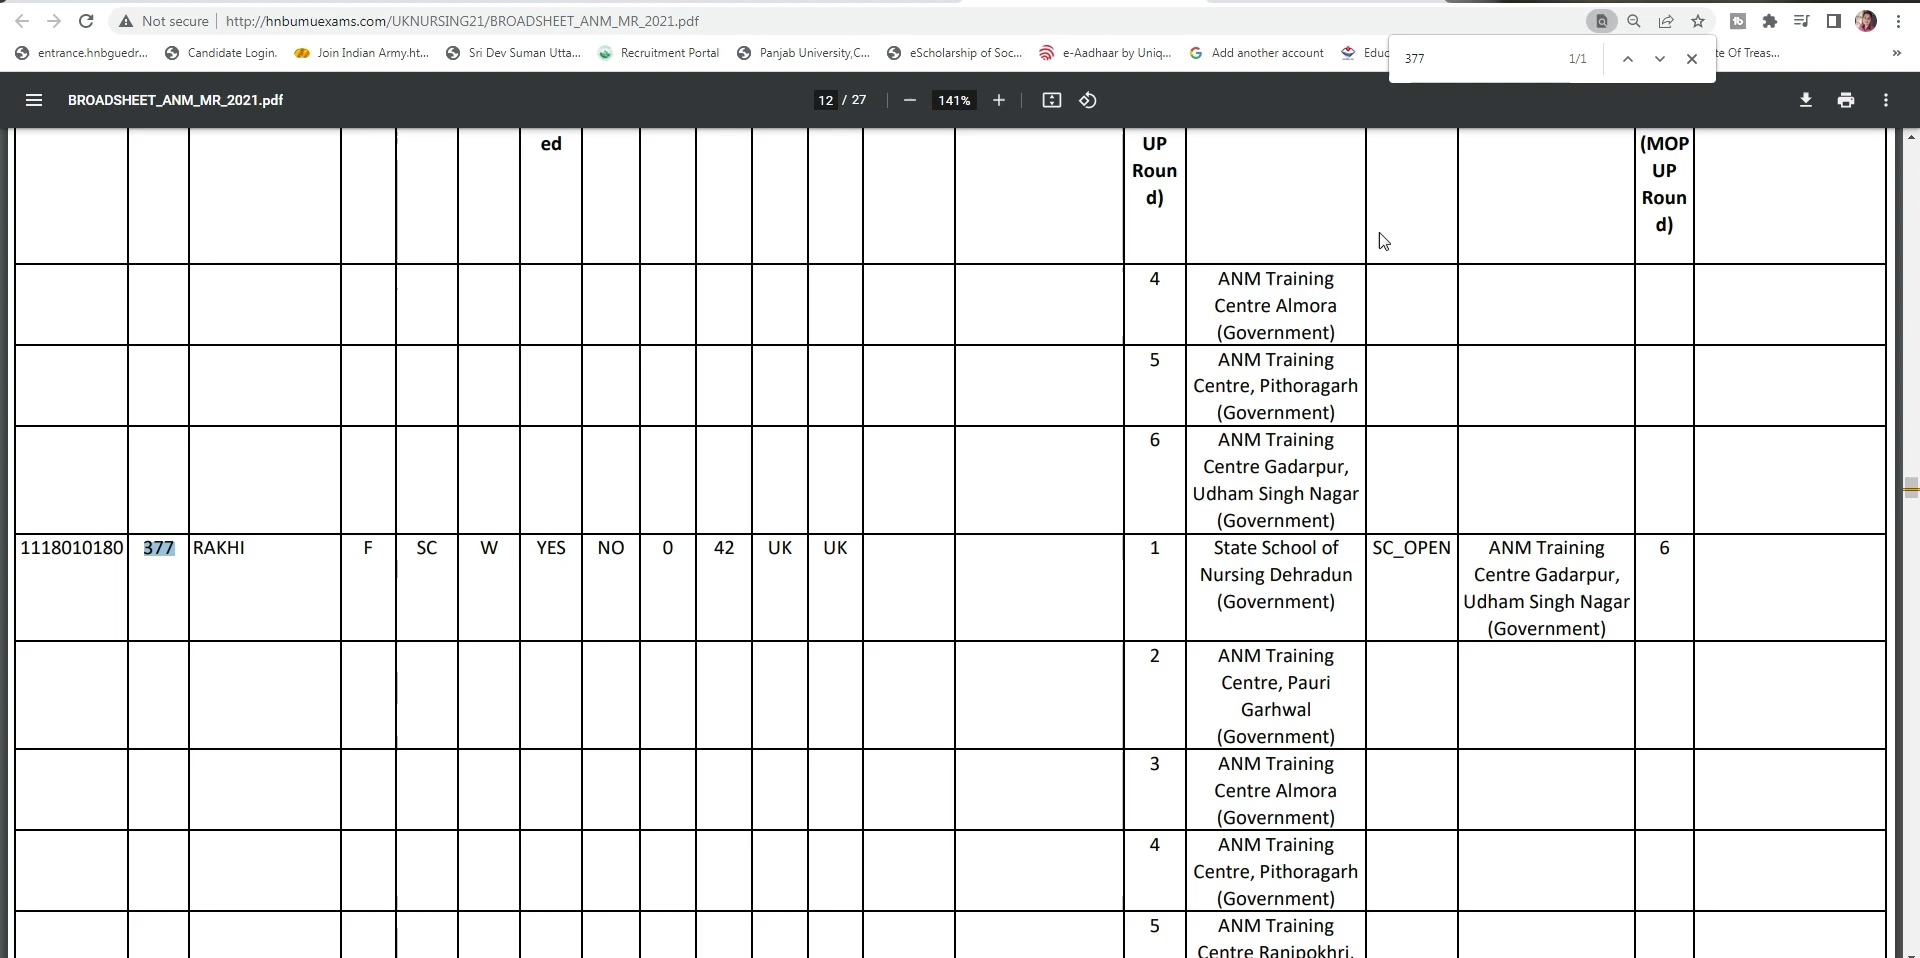 Not secure
http://hnbumuexams.com/UKNURSING21/BROADSHEET_ANM_MR_2021.pdf
entrance.hnbguedr... Candidate Login. Join Indian Army.ht... Sri Dev Suman Utta... Recruitment Portal Panjab University,C... eScholarship of Soc... e-Aadhaar by Uniq... Add another account Educ te Of Treas... »
377 1/1
BROADSHEET_ANM_MR_2021.pdf 12 / 27 141%
ed UP (MOP
Roun UP
d) Roun
d)
4 ANM Training
Centre Almora
(Government)
5 ANM Training
Centre, Pithoragarh
(Government)
6 ANM Training
Centre Gadarpur,
Udham Singh Nagar
(Government)
1118010180 377 RAKHI F SC W YES NO 0 42 UK UK 1 State School of SC_OPEN ANM Training 6
Nursing Dehradun Centre Gadarpur,
(Government) Udham Singh Nagar
(Government)
2 ANM Training
Centre, Pauri
Garhwal
(Government)
3 ANM Training
Centre Almora
(Government)
4 ANM Training
Centre, Pithoragarh
(Government)
5 ANM Training
Centre Ranipokhri,